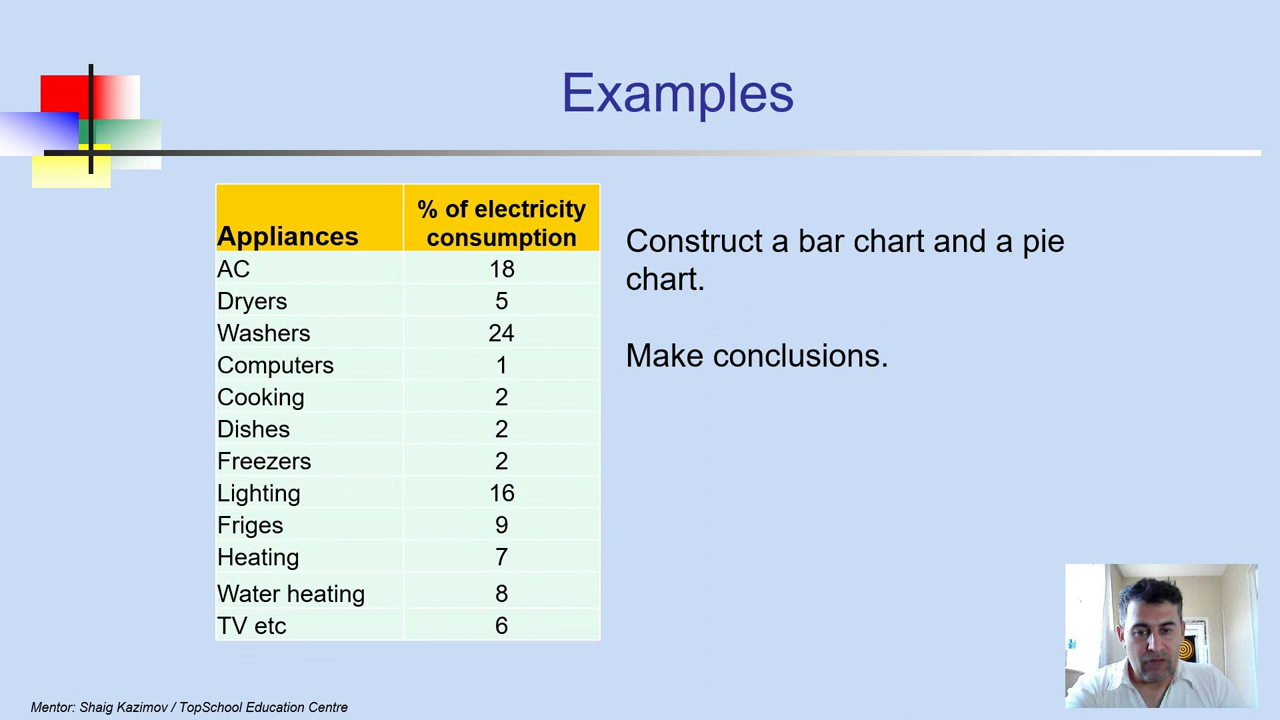 Examples
Appliances
% of electricity
consumption
AC 18
Dryers 5
Washers 24
Computers 1
Cooking 2
Dishes 2
Freezers 2
Lighting 16
Friges 9
Heating 7
Water heating 8
TV etc 6
Construct a bar chart and a pie
chart.
Make conclusions.
Mentor: Shaig Kazimov / TopSchool Education Centre